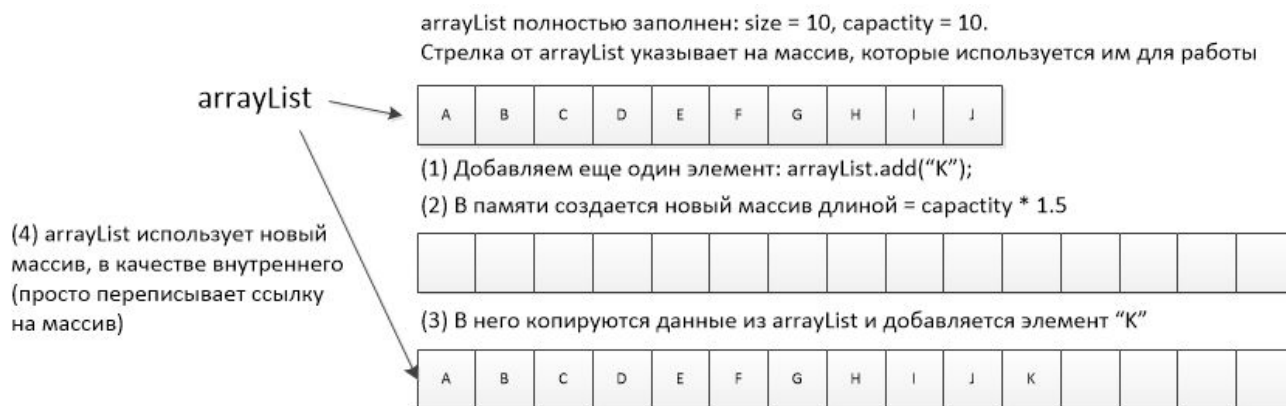 arrayList полностью заполнен: size = 10, capactity = 10.
Стрелка от arrayList указывает на массив, которые используется им для работы
arrayList
A B C D E F G H I J
(1) Добавляем еще один элемент: arrayList.add(“K”);
(2) В памяти создается новый массив длиной = capactity * 1.5
(4) arrayList использует новый
массив, в качестве внутреннего
(просто переписывает ссылку
на массив)
(3) В него копируются данные из arrayList и добавляется элемент “K”
A B C D E F G H I J K